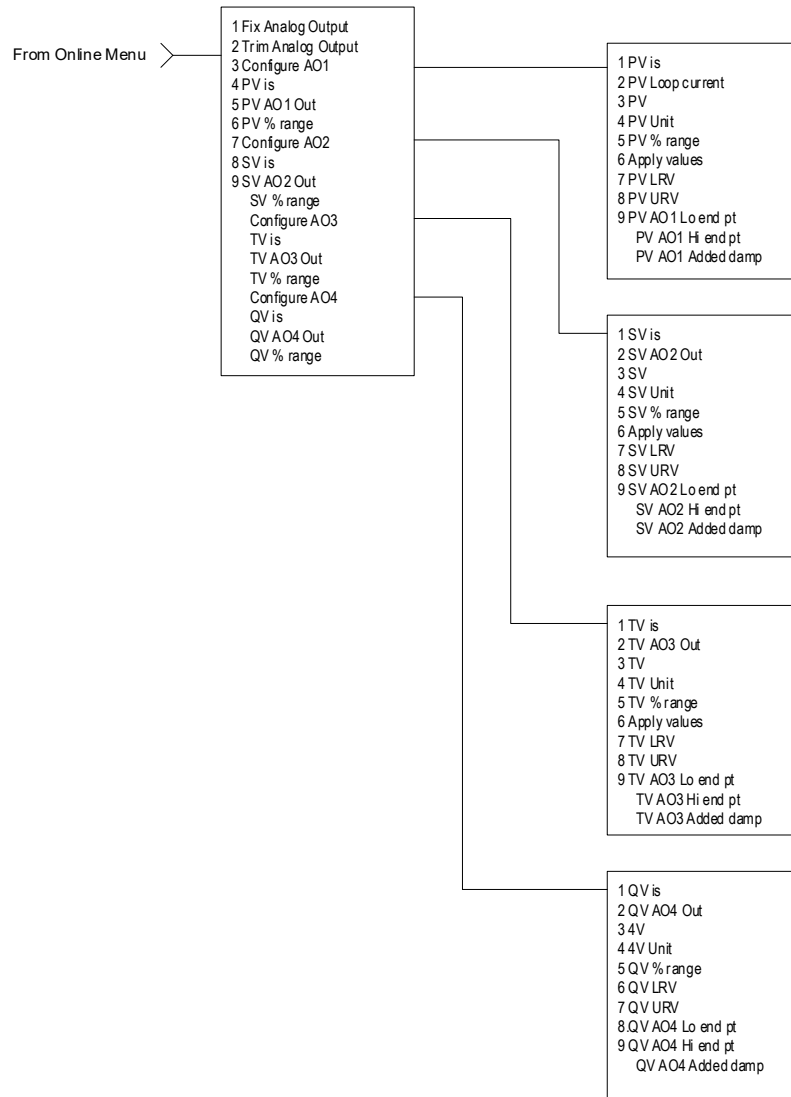 From Online Menu
1 Fix Analog Output
2 Trim Analog Output
3 Configure AO1
4 PV is
5 PV AO1 Out
6 PV % range
7 Configure AO2
8 SV is
9 SV AO2 Out
SV % range
Configure AO3
TV is
TV AO3 Out
TV % range
Configure AO4
QV is
QV AO4 Out
QV % range
1 PV is
2 PV Loop current
3 PV
4 PV Unit
5 PV % range
6 Apply values
7 PV LRV
8 PV URV
9 PV AO1 Lo end pt
PV AO1 Hi end pt
PV AO1 Added damp
1 SV is
2 SV AO2 Out
3 SV
4 SV Unit
5 SV % range
6 Apply values
7 SV LRV
8 SV URV
9 SV AO2 Lo end pt
SV AO2 Hi end pt
SV AO2 Added damp
1 TV is
2 TV AO3 Out
3 TV
4 TV Unit
5 TV % range
6 Apply values
7 TV LRV
8 TV URV
9 TV AO3 Lo end pt
TV AO3 Hi end pt
TV AO3 Added damp
1 QV is
2 QV AO4 Out
3 4V
4 4V Unit
5 QV % range
6 QV LRV
7 QV URV
8.QV AO4 Lo end pt
9 QV AO4 Hi end pt
QV AO4 Added damp